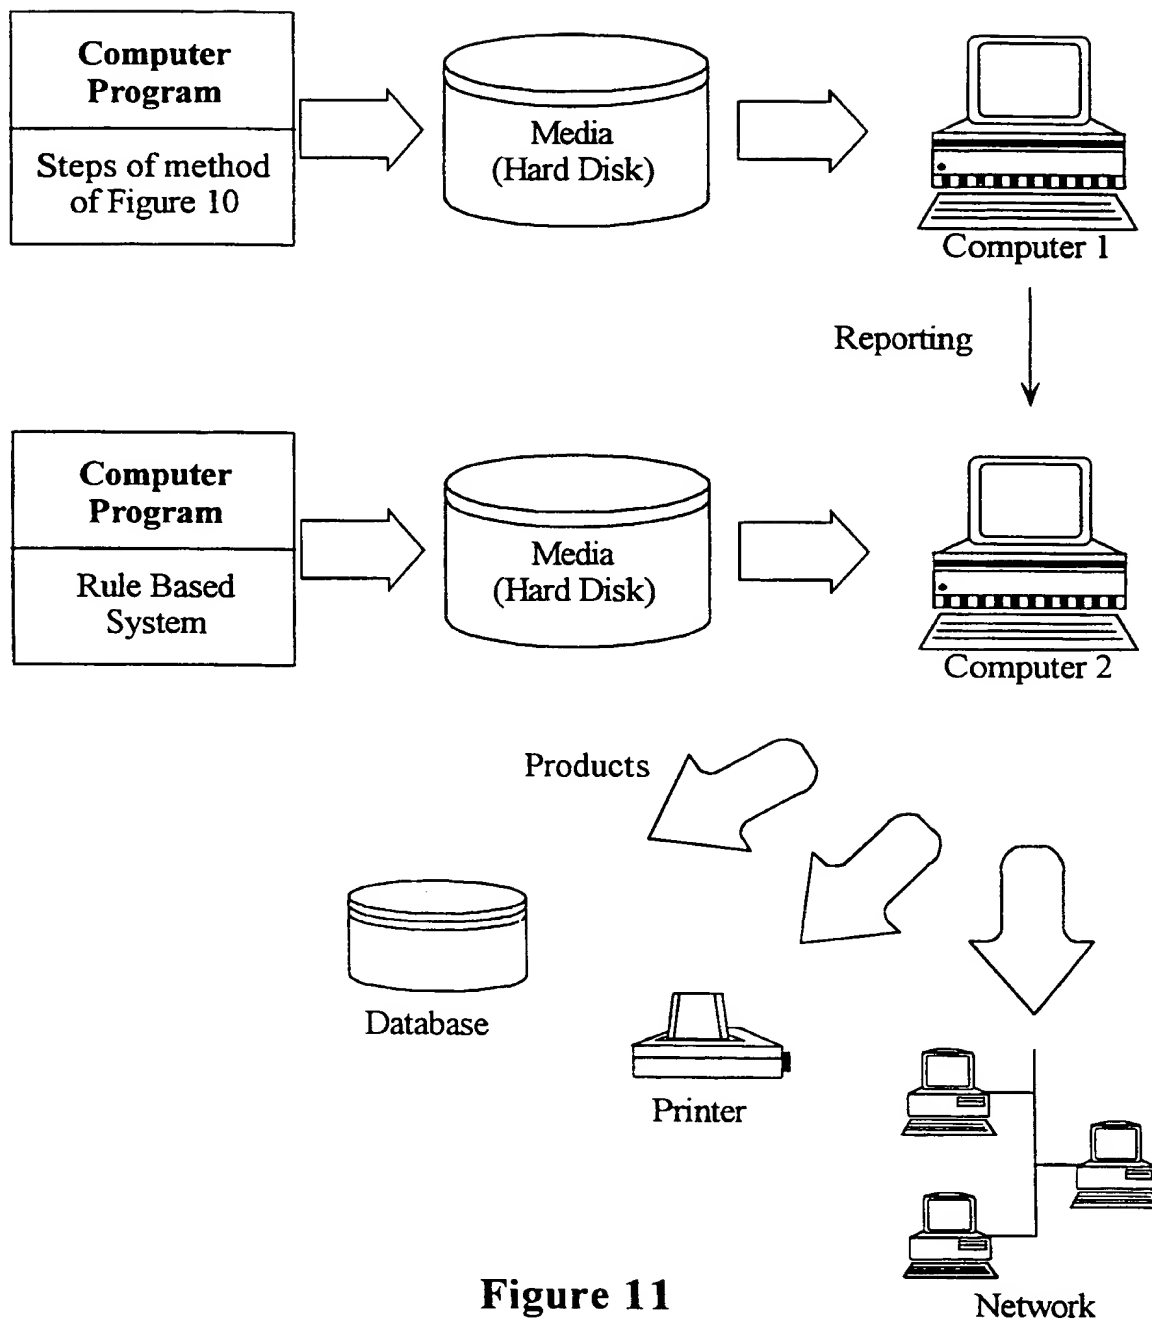 Computer
Program
Steps of method
of Figure 10
Media
(Hard Disk)
Computer 1
Reporting
Computer
Program
Rule Based
System
Media
(Hard Disk)
Computer 2
Products
Database
Printer
Network
Figure 11